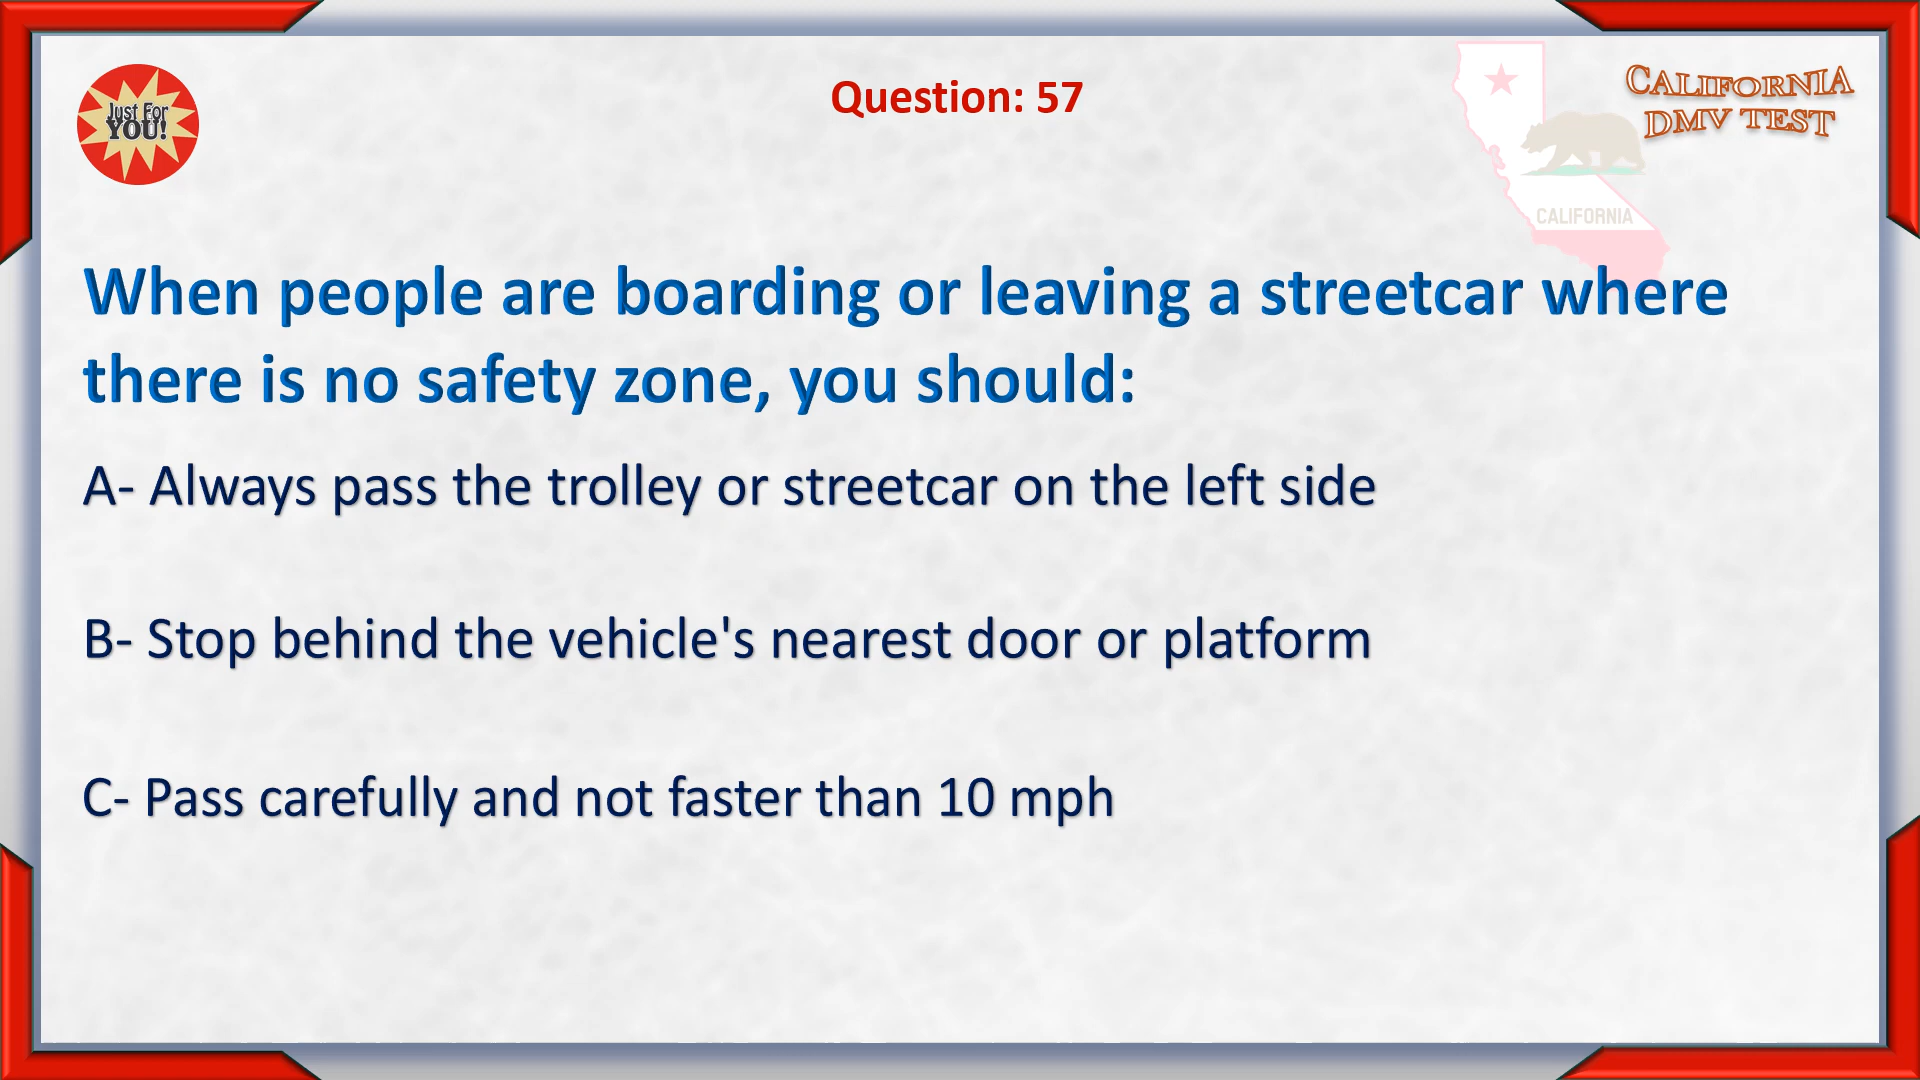 Just For
YOU!
Question: 57
CALIFORNIA
DMV TEST
CALIFORNIA
When people are boarding or leaving a streetcar where
there is no safety zone, you should:
A- Always pass the trolley or streetcar on the left side
B- Stop behind the vehicle's nearest door or platform
C- Pass carefully and not faster than 10 mph